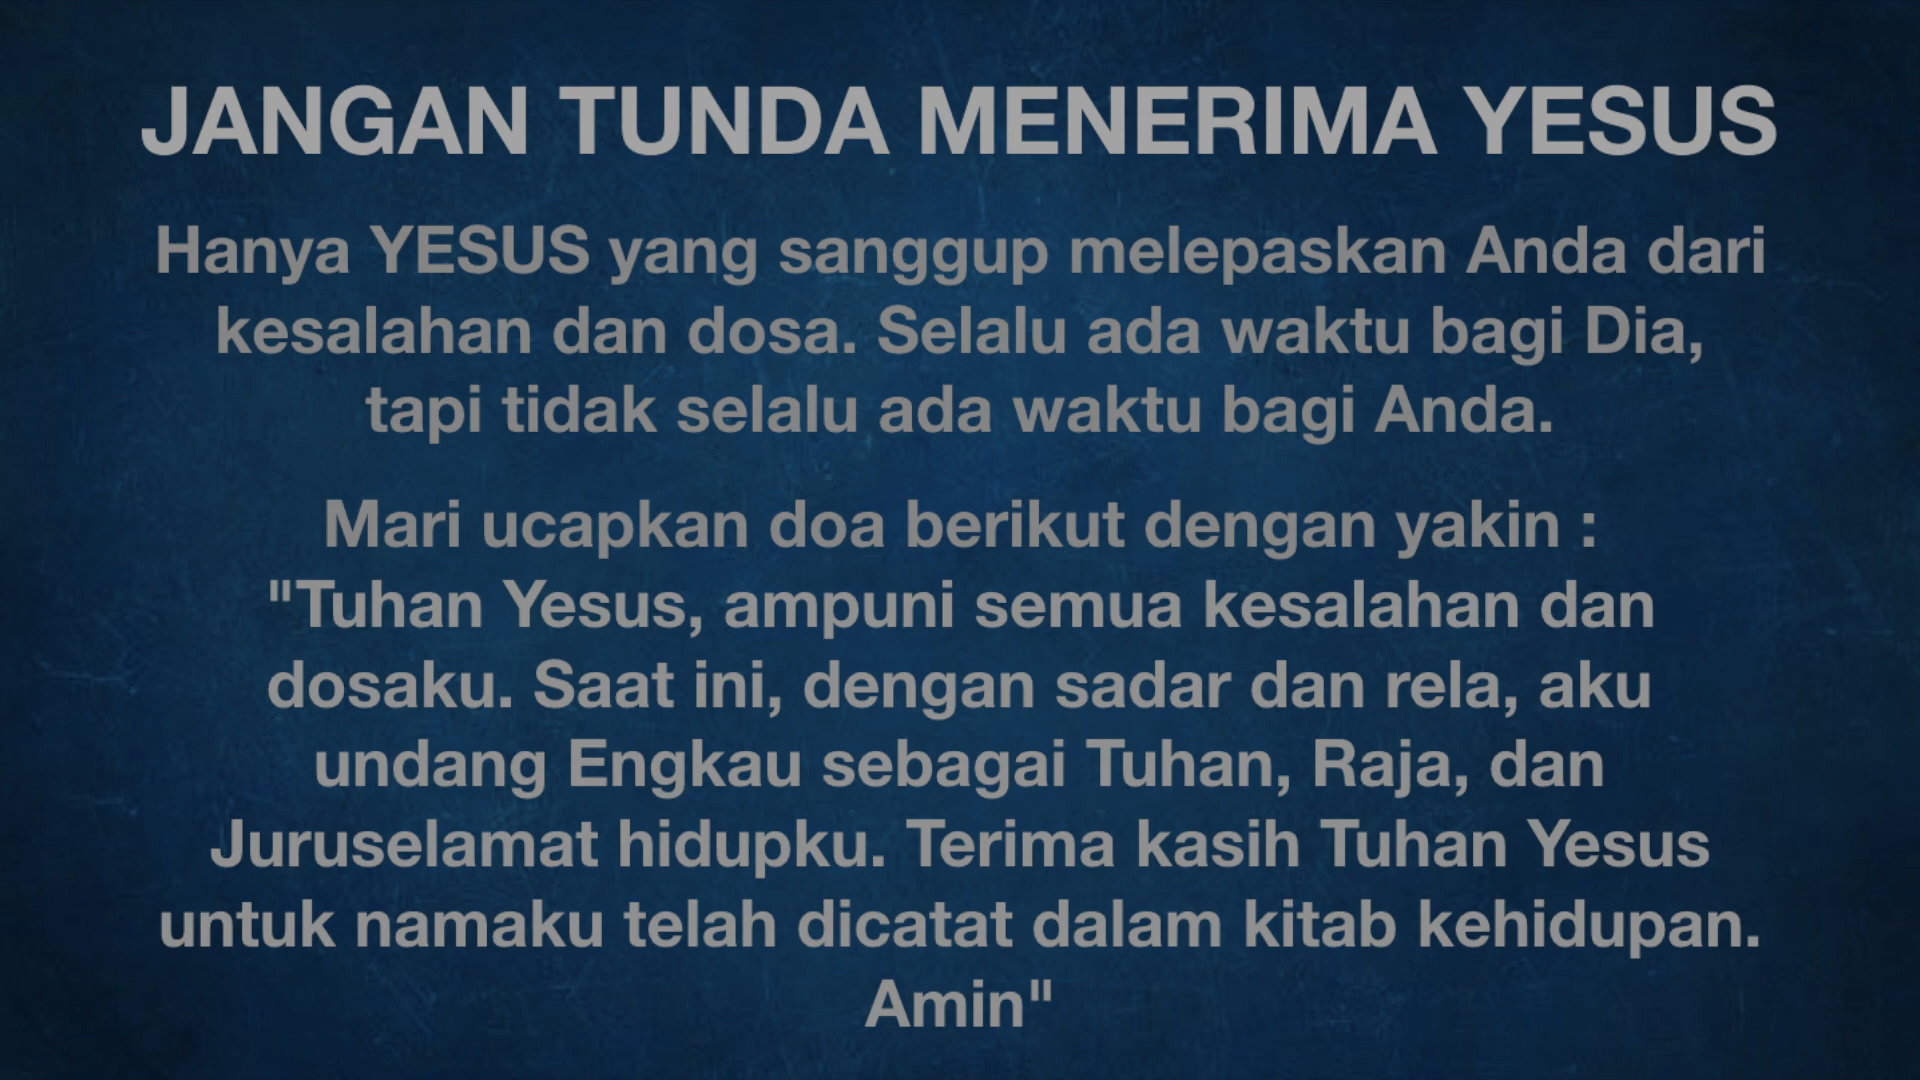 JANGAN TUNDA MENERIMA YESUS
Hanya YESUS yang sanggup melepaskan Anda dari
kesalahan dan dosa. Selalu ada waktu bagi Dia,
tapi tidak selalu ada waktu bagi Anda.
Mari ucapkan doa berikut dengan yakin :
"Tuhan Yesus, ampuni semua kesalahan dan
dosaku. Saat ini, dengan sadar dan rela, aku
undang Engkau sebagai Tuhan, Raja, dan
Juruselamat hidupku. Terima kasih Tuhan Yesus
untuk namaku telah dicatat dalam kitab kehidupan.
Amin"